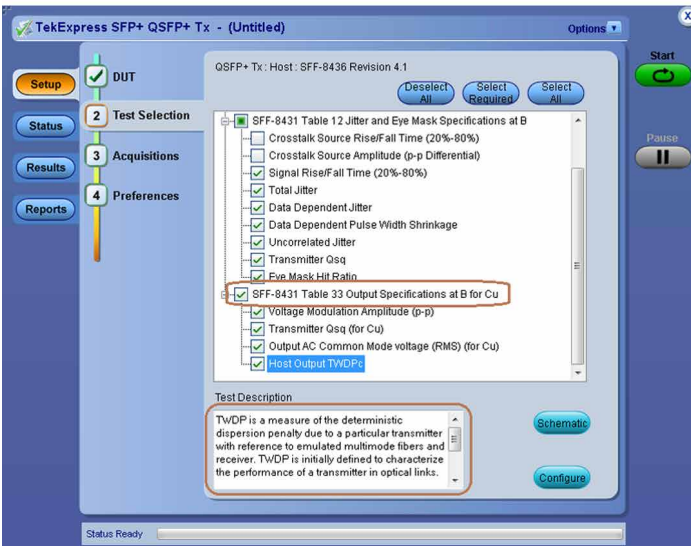 TekExpress SFP+ QSFP+ Tx - (Untitled)
Options
Setup
Status
Results
Reports
DUT
2 Test Selection
3 Acquisitions
4 Preferences
QSFP+ Tx : Host : SFF-8436 Revision 4.1
Deselect All
Select Required
Select All
SFF-8431 Table 12 Jitter and Eye Mask Specifications at B
Crosstalk Source Rise/Fall Time (20%-80%)
Crosstalk Source Amplitude (p-p Differential)
Signal Rise/Fall Time (20%-80%)
Total Jitter
Data Dependent Jitter
Data Dependent Pulse Width Shrinkage
Uncorrelated Jitter
Transmitter Qsq
Eye Mask Hit Ratio
SFF-8431 Table 33 Output Specifications at B for Cu
Voltage Modulation Amplitude (p-p)
Transmitter Qsq (for Cu)
Output AC Common Mode voltage (RMS) (for Cu)
Host Output TWDPc
Test Description
TWDP is a measure of the deterministic
dispersion penalty due to a particular transmitter
with reference to emulated multimode fibers and
receiver. TWDP is initially defined to characterize
the performance of a transmitter in optical links.
Schematic
Configure
Start
Pause
Status Ready